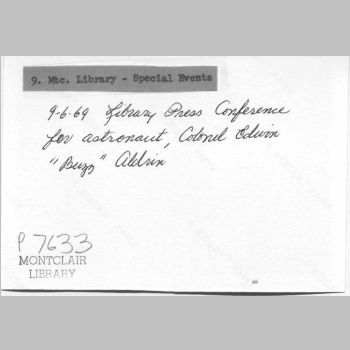 9. Mtc. Library - Special Events
9-6-69 Library Press Conference
for astronaut, Colonel Edwin
"Buzz" Aldrin
P 7633
MONTCLAIR
LIBRARY